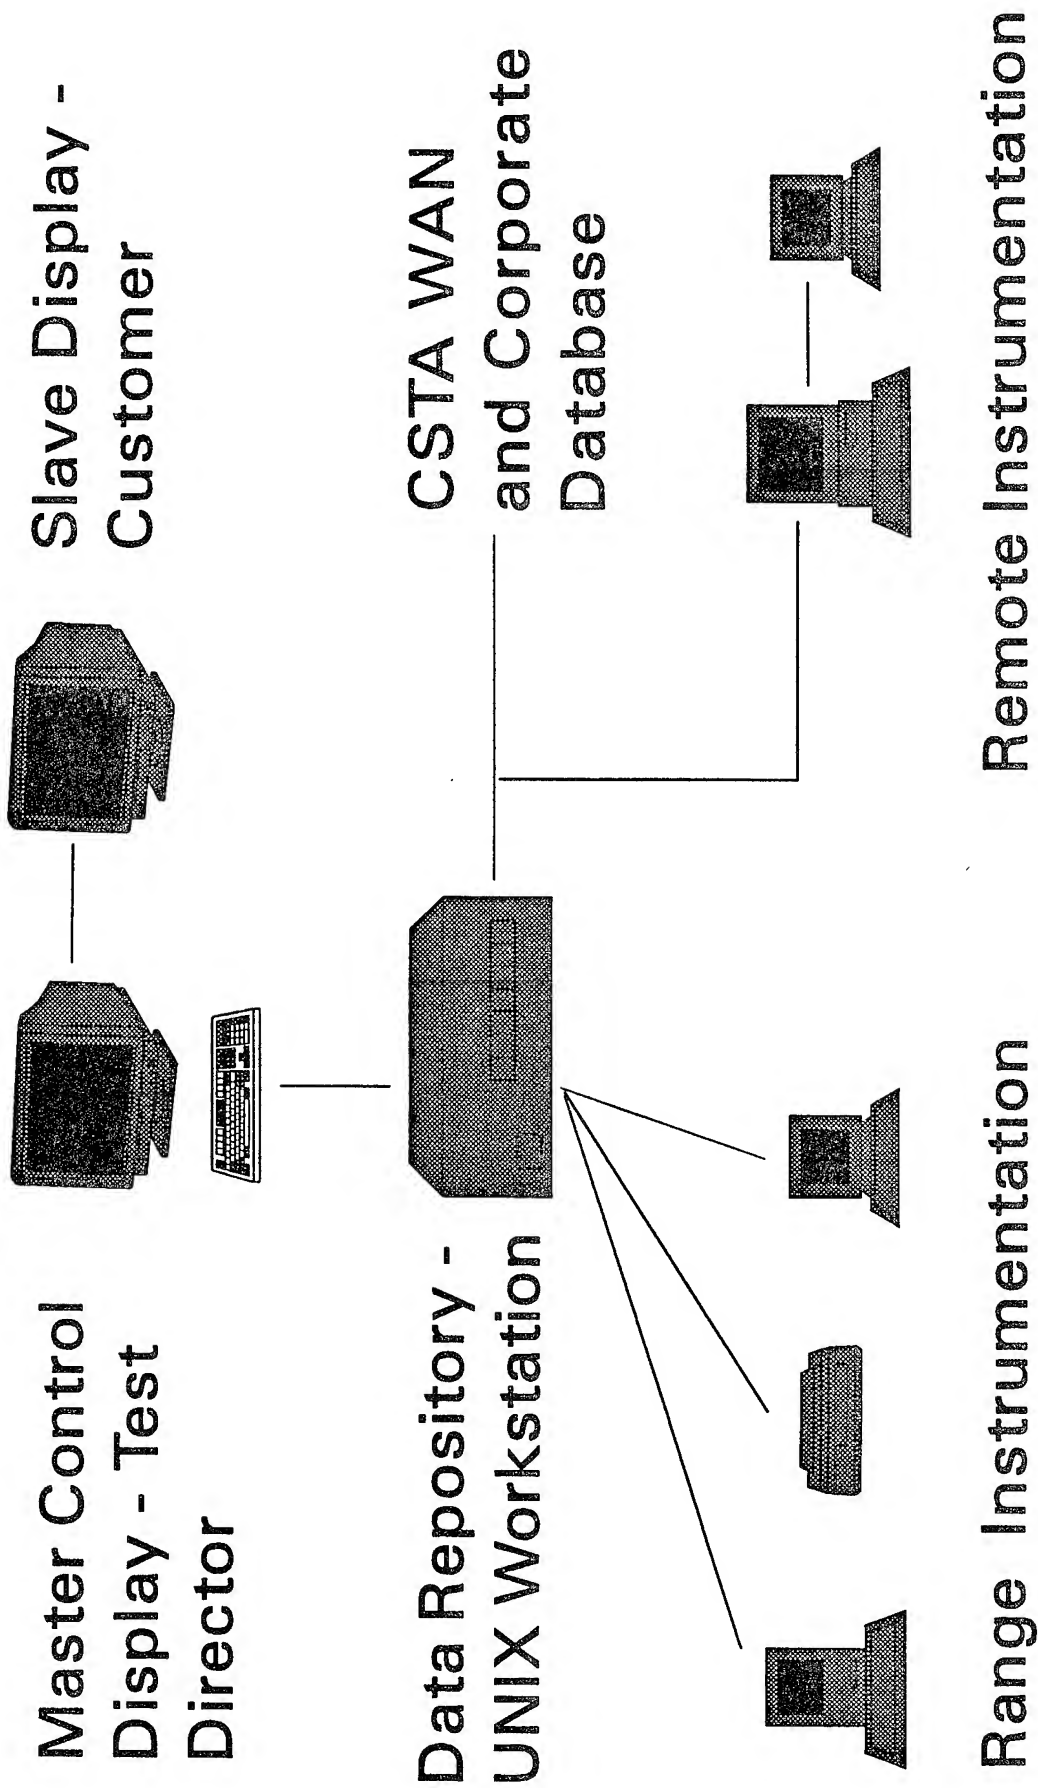 Master Control
Display - Test
Director
Slave Display -
Customer
Data Repository -
UNIX Workstation
CSTA WAN
and Corporate
Database
Range Instrumentation
Remote Instrumentation